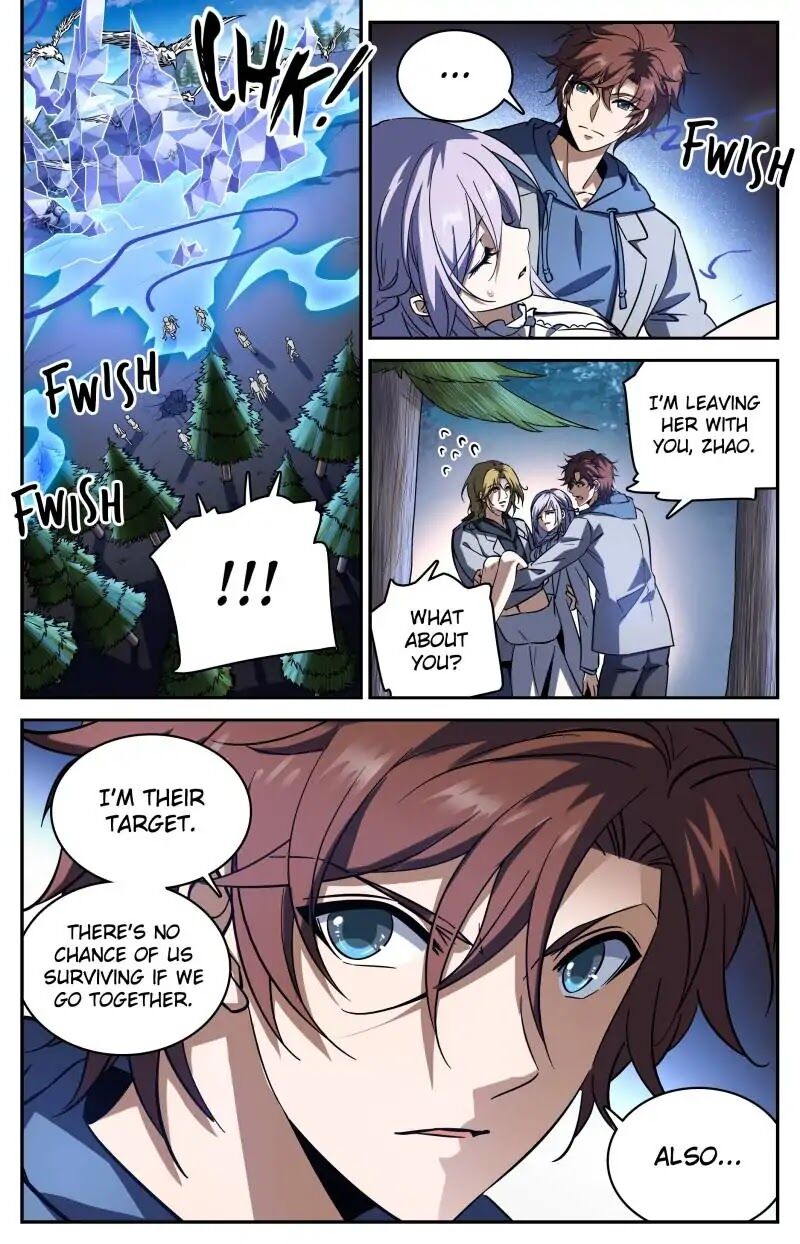 CHK!
FWISH
FWISH
!!!
...
FWISH
I'M LEAVING
HER WITH
YOU, ZHAO.
WHAT
ABOUT
YOU?
I'M THEIR
TARGET.
THERE'S NO
CHANCE OF US
SURVIVING IF WE
GO TOGETHER.
ALSO...